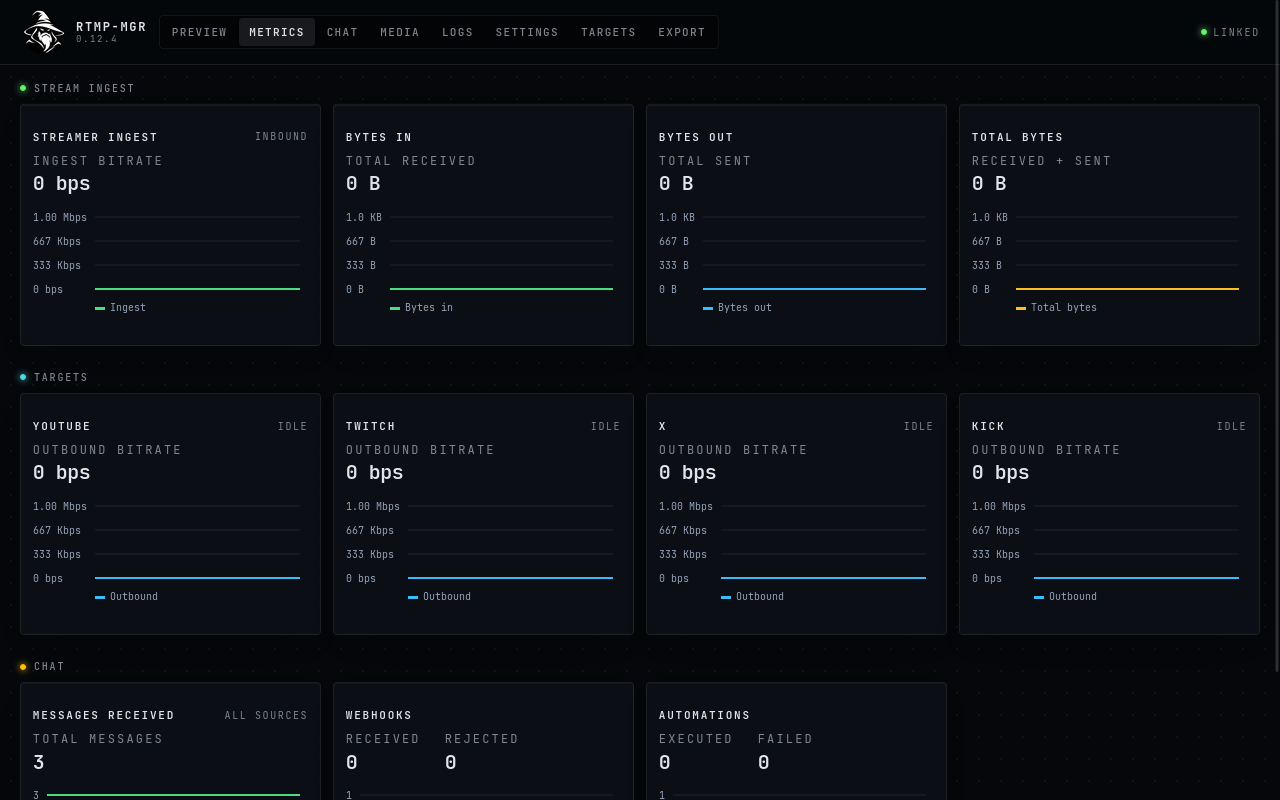 RTMP-MGR
0.12.4
PREVIEW METRICS CHAT MEDIA LOGS SETTINGS TARGETS EXPORT
LINKED
STREAM INGEST
STREAMER INGEST INBOUND
INGEST BITRATE
0 bps
1.00 Mbps
667 Kbps
333 Kbps
0 bps
Ingest
BYTES IN
TOTAL RECEIVED
0 B
1.0 KB
667 B
333 B
0 B
Bytes in
BYTES OUT
TOTAL SENT
0 B
1.0 KB
667 B
333 B
0 B
Bytes out
TOTAL BYTES
RECEIVED + SENT
0 B
1.0 KB
667 B
333 B
0 B
Total bytes
TARGETS
YOUTUBE IDLE
OUTBOUND BITRATE
0 bps
1.00 Mbps
667 Kbps
333 Kbps
0 bps
Outbound
TWITCH IDLE
OUTBOUND BITRATE
0 bps
1.00 Mbps
667 Kbps
333 Kbps
0 bps
Outbound
X IDLE
OUTBOUND BITRATE
0 bps
1.00 Mbps
667 Kbps
333 Kbps
0 bps
Outbound
KICK IDLE
OUTBOUND BITRATE
0 bps
1.00 Mbps
667 Kbps
333 Kbps
0 bps
Outbound
CHAT
MESSAGES RECEIVED ALL SOURCES
TOTAL MESSAGES
3
3
WEBHOOKS
RECEIVED REJECTED
0 0
1
AUTOMATIONS
EXECUTED FAILED
0 0
1